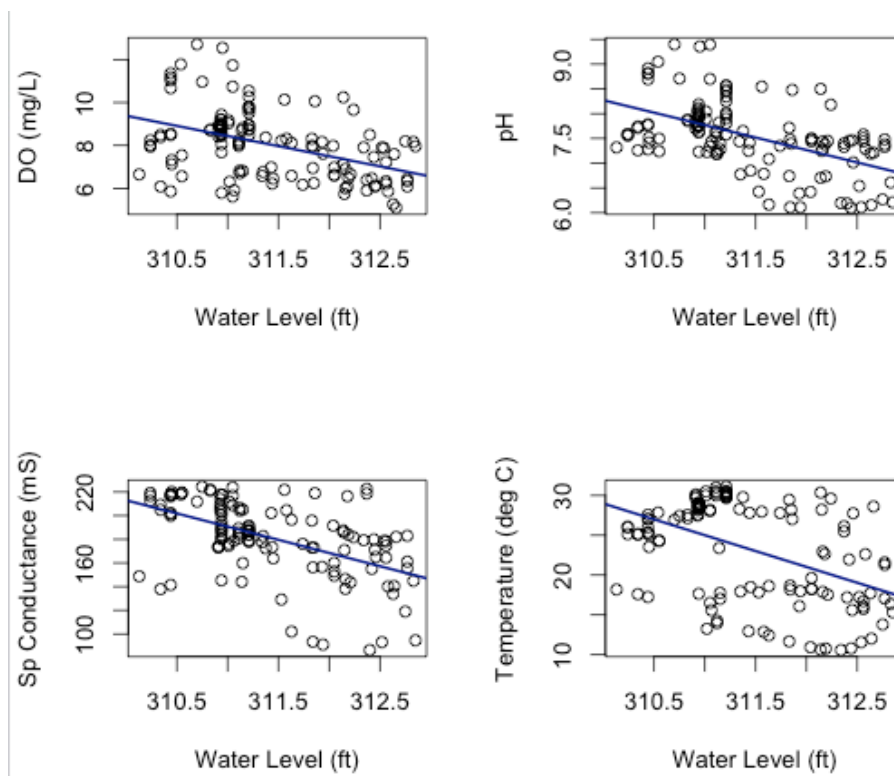 DO (mg/L)
6 8 10
310.5 311.5 312.5
Water Level (ft)
pH
6.0 7.5 9.0
310.5 311.5 312.5
Water Level (ft)
Sp Conductance (mS)
100 160 220
310.5 311.5 312.5
Water Level (ft)
Temperature (deg C)
10 20 30
310.5 311.5 312.5
Water Level (ft)